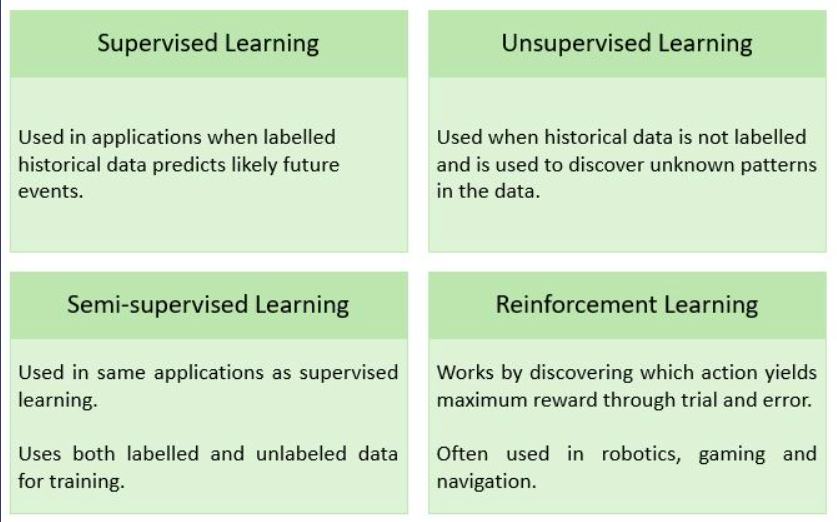 Supervised Learning
Used in applications when labelled
historical data predicts likely future
events.
Unsupervised Learning
Used when historical data is not labelled
and is used to discover unknown patterns
in the data.
Semi-supervised Learning
Used in same applications as supervised
learning.
Uses both labelled and unlabeled data
for training.
Reinforcement Learning
Works by discovering which action yields
maximum reward through trial and error.
Often used in robotics, gaming and
navigation.